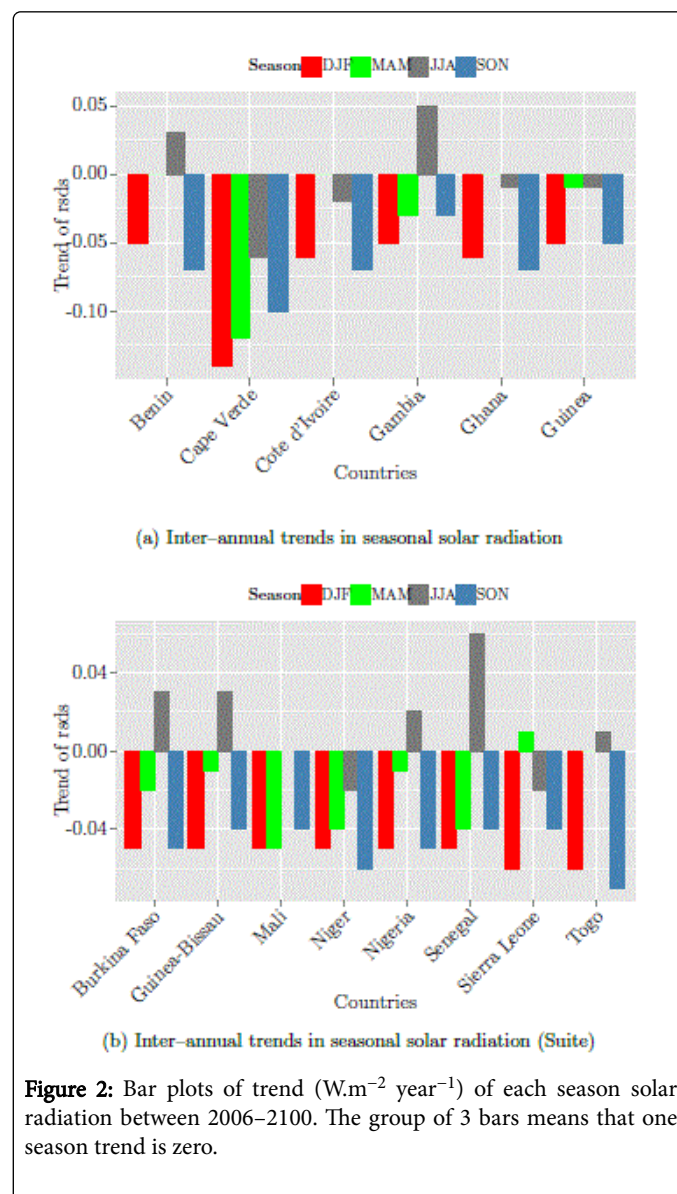 Season DJF MAM JJA SON
0.05
0.00
-0.05
-0.10
Trend of rsds
Benin
Cape Verde
Cote d'Ivoire
Gambia
Ghana
Guinea
Countries
(a) Inter–annual trends in seasonal solar radiation
Season DJF MAM JJA SON
0.04
0.00
-0.04
Trend of rsds
Burkina Faso
Guinea-Bissau
Mali
Niger
Nigeria
Senegal
Sierra Leone
Togo
Countries
(b) Inter–annual trends in seasonal solar radiation (Suite)
Figure 2: Bar plots of trend (W.m−2 year−1) of each season solar
radiation between 2006–2100. The group of 3 bars means that one
season trend is zero.